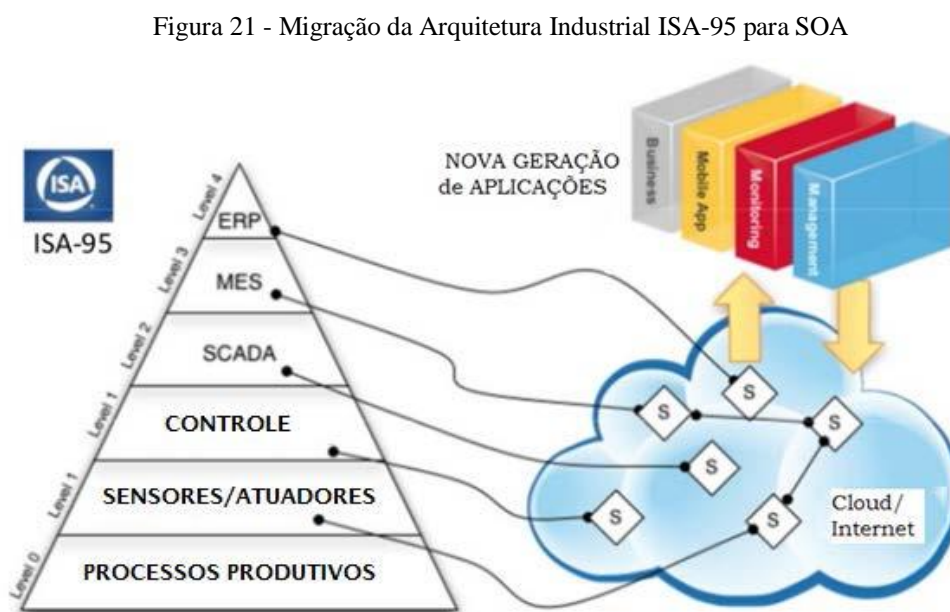 Figura 21 - Migração da Arquitetura Industrial ISA-95 para SOA
ISA
ISA-95
Level 4
Level 3
Level 2
Level 1
Level 1
Level 0
ERP
MES
SCADA
CONTROLE
SENSORES/ATUADORES
PROCESSOS PRODUTIVOS
NOVA GERAÇÃO
de APLICAÇÕES
Business
Mobile App
Monitoring
Management
S
S
S
S
S
S
Cloud/
Internet